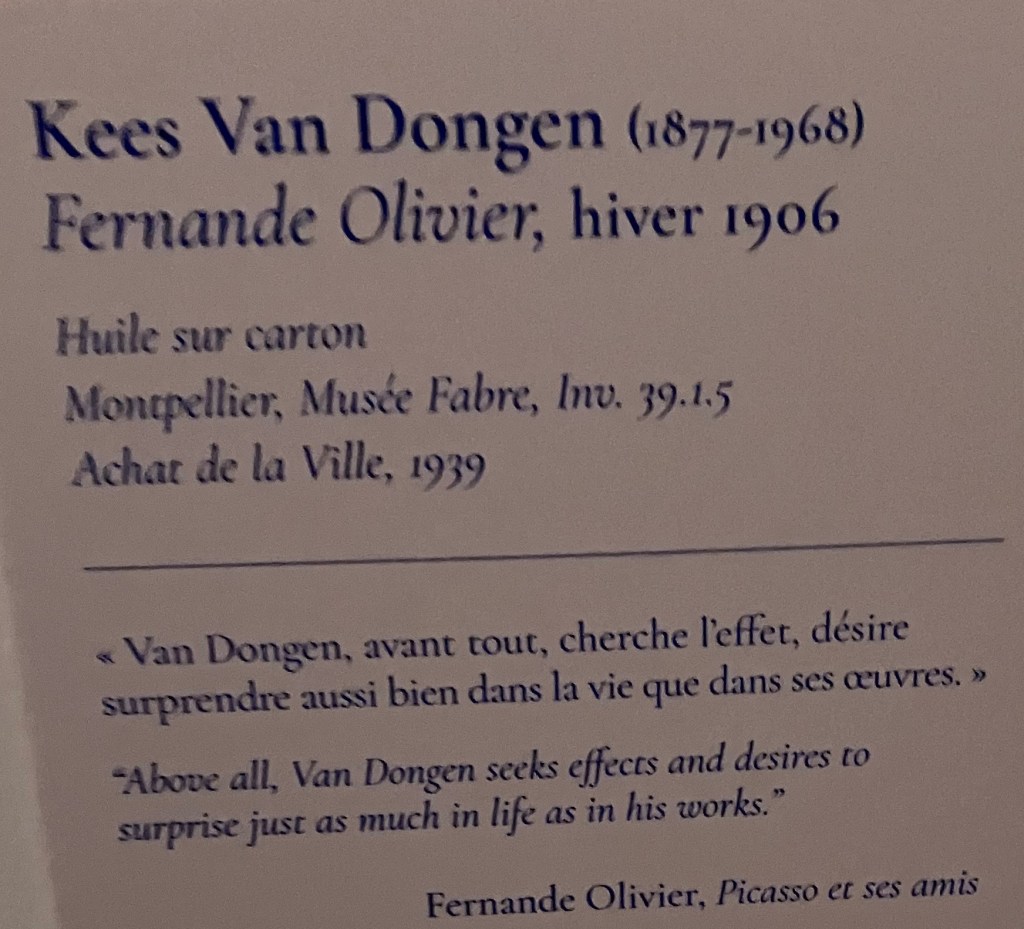 Kees Van Dongen (1877-1968)
Fernande Olivier, hiver 1906
Huile sur carton
Montpellier, Musée Fabre, Inv. 39.1.5
Achat de la Ville, 1939
« Van Dongen, avant tout, cherche l'effet, désire
surprendre aussi bien dans la vie que dans ses œuvres. »
“Above all, Van Dongen seeks effects and desires to
surprise just as much in life as in his works.”
Fernande Olivier, Picasso et ses amis